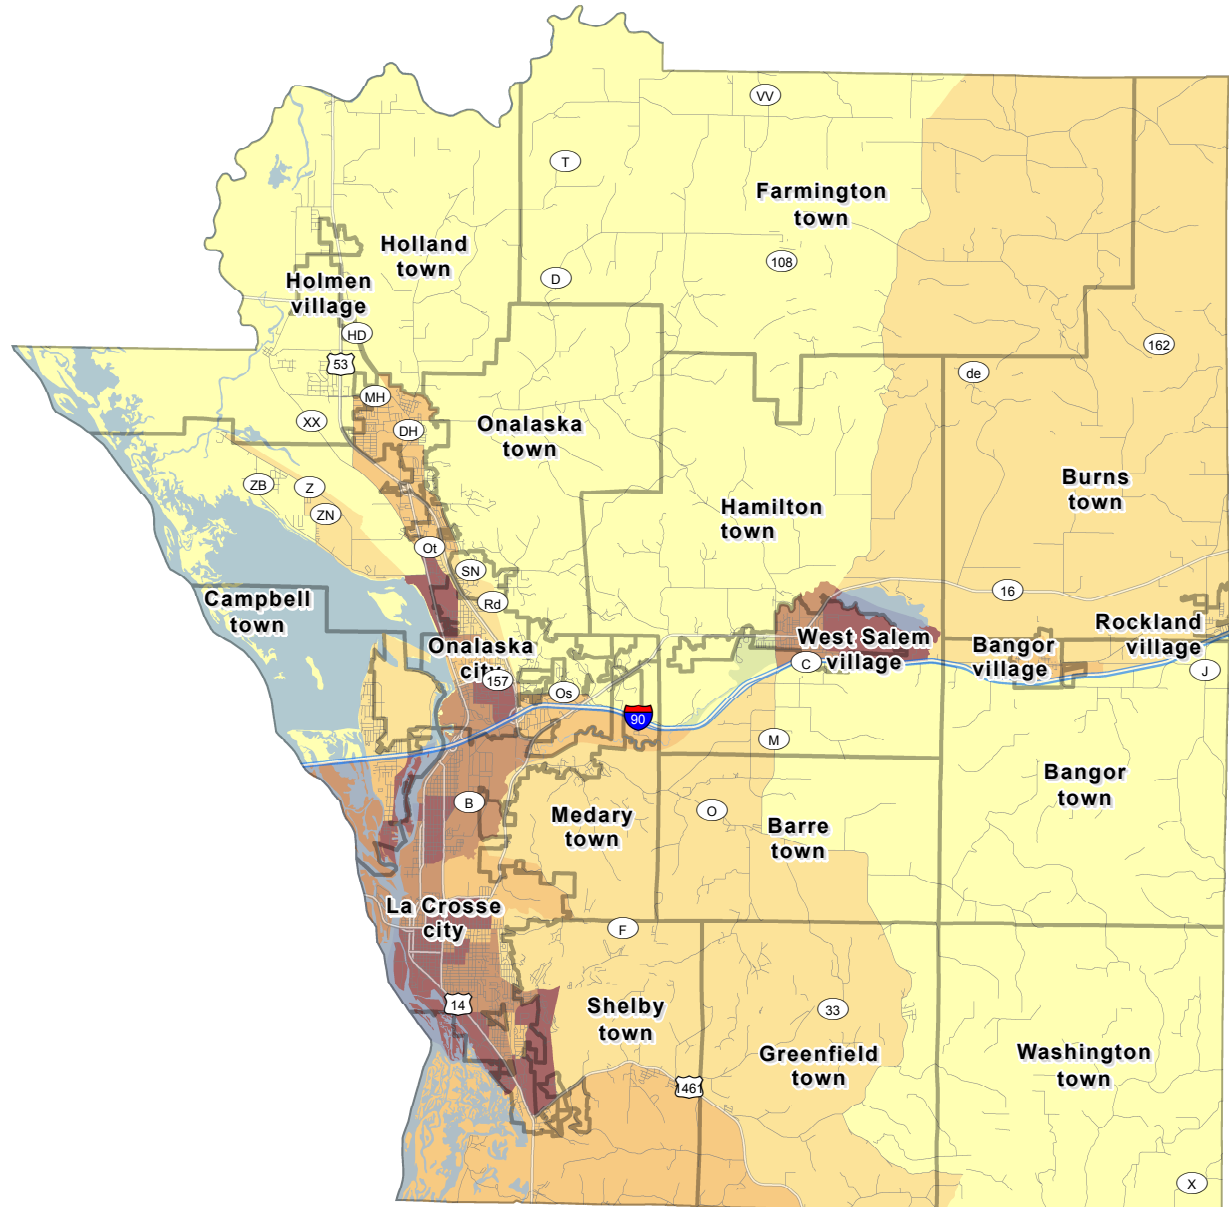 VV
T
Farmington
town
Holland
town
108
D
Holmen
village
HD
53
162
de
MH
XX
DH
Onalaska
town
ZB
Z
ZN
Burns
town
Hamilton
town
Ot
SN
Rd
16
Campbell
town
Rockland
village
Onalaska
city
157
West Salem
village
C
Bangor
village
J
Os
90
M
Bangor
town
B
O
Medary
town
Barre
town
La Crosse
city
F
14
Shelby
town
33
Greenfield
town
Washington
town
1461
X